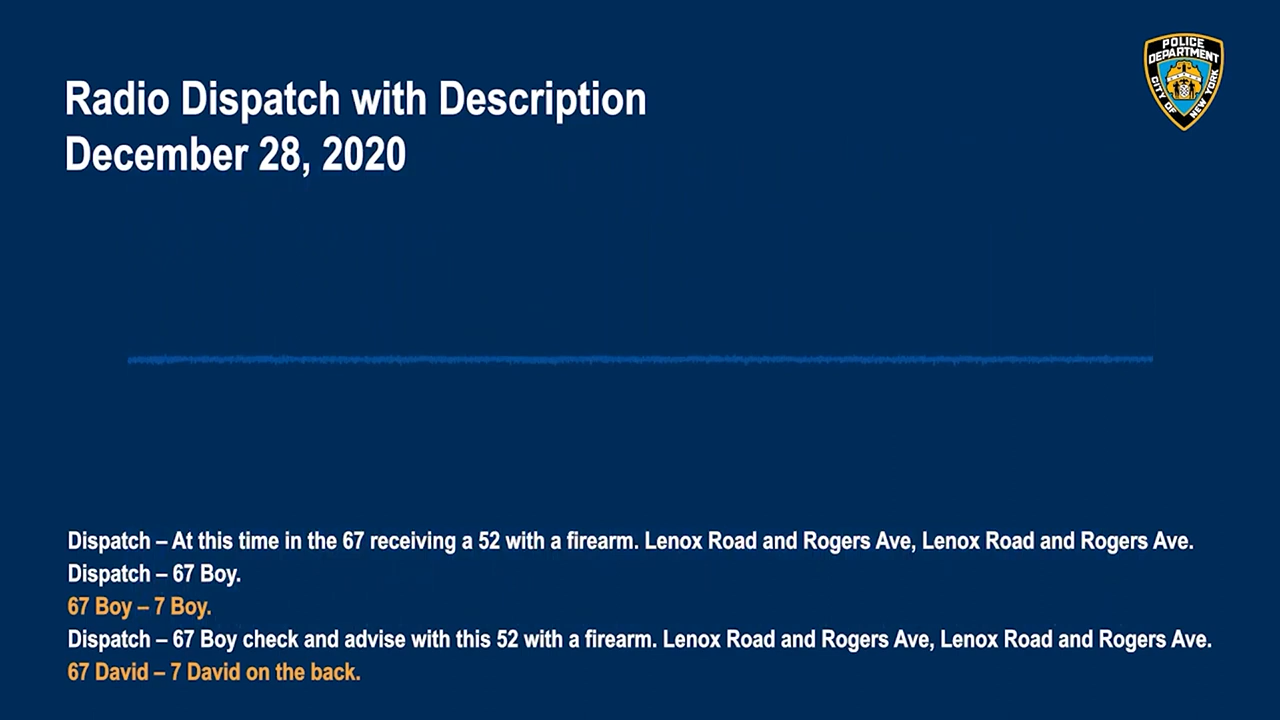 POLICE
DEPARTMENT
CITY OF
NEW YORK
Radio Dispatch with Description
December 28, 2020
Dispatch – At this time in the 67 receiving a 52 with a firearm. Lenox Road and Rogers Ave, Lenox Road and Rogers Ave.
Dispatch – 67 Boy.
67 Boy – 7 Boy.
Dispatch – 67 Boy check and advise with this 52 with a firearm. Lenox Road and Rogers Ave, Lenox Road and Rogers Ave.
67 David – 7 David on the back.